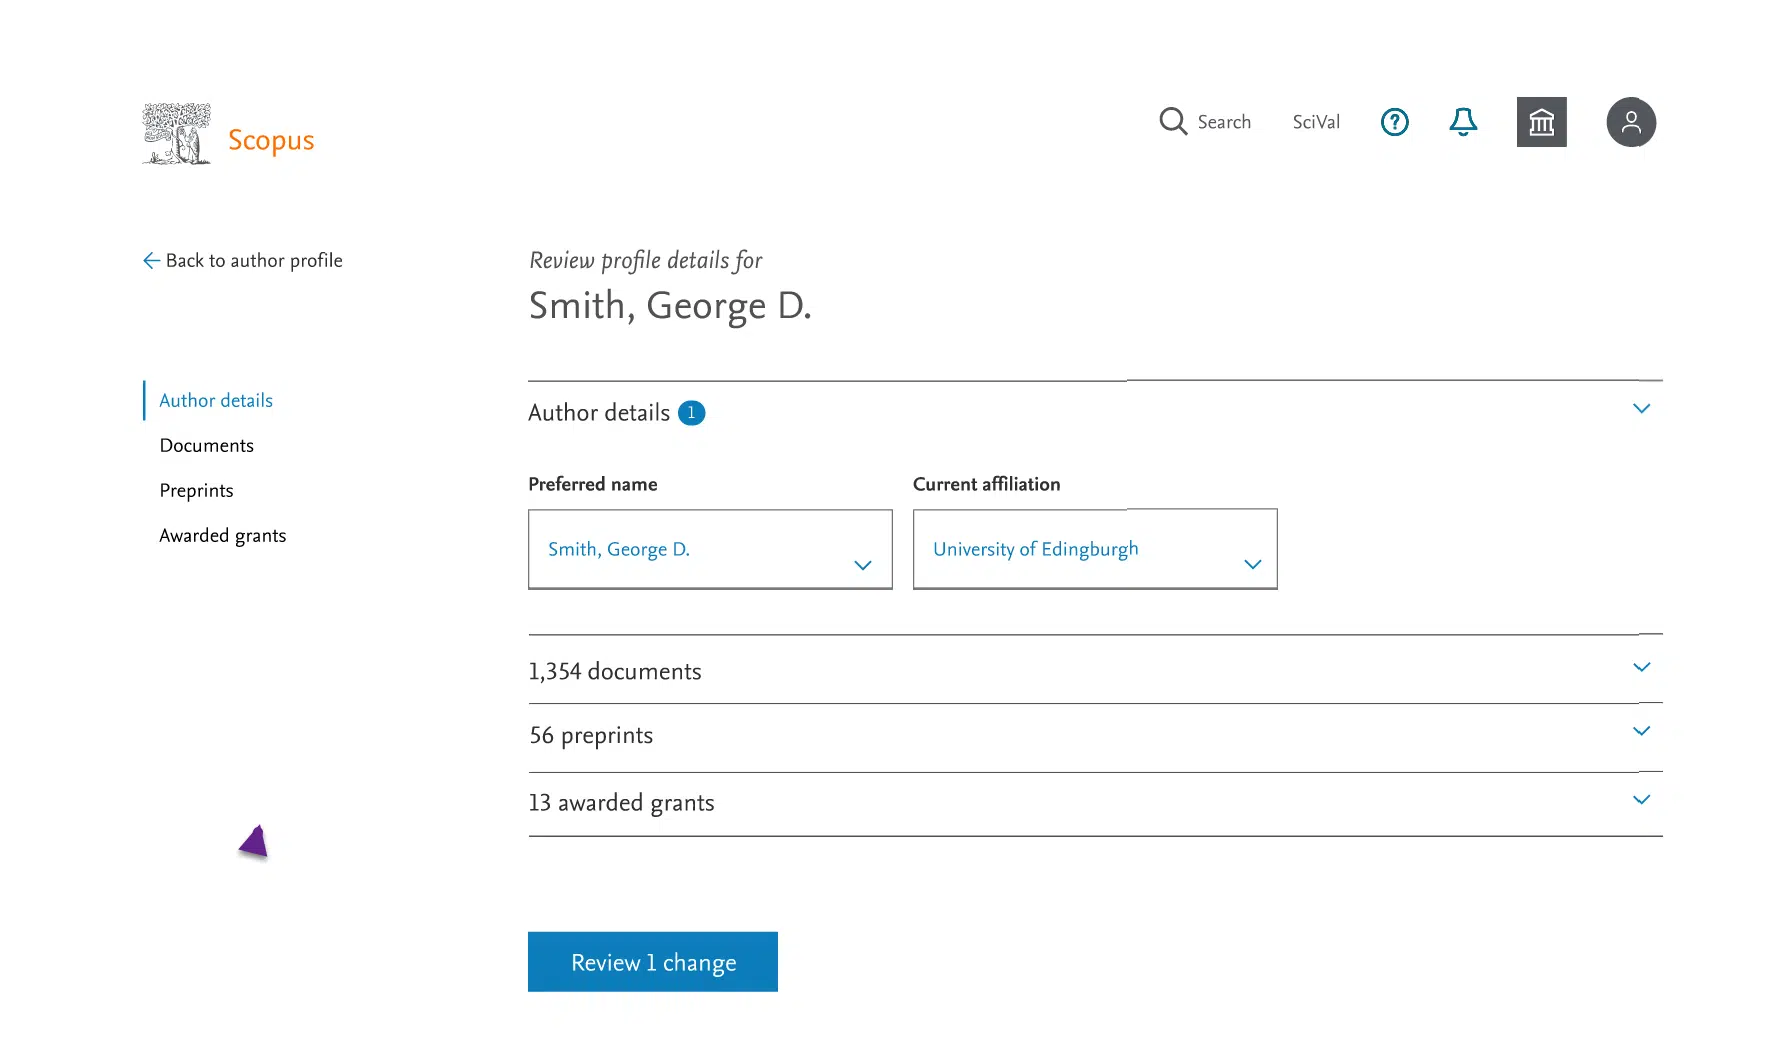 Scopus
Search
SciVal
?
Back to author profile
Review profile details for
Smith, George D.
Author details
Documents
Preprints
Awarded grants
Author details 1
Preferred name
Current affiliation
Smith, George D.
University of Edingburgh
1,354 documents
56 preprints
13 awarded grants
Review 1 change